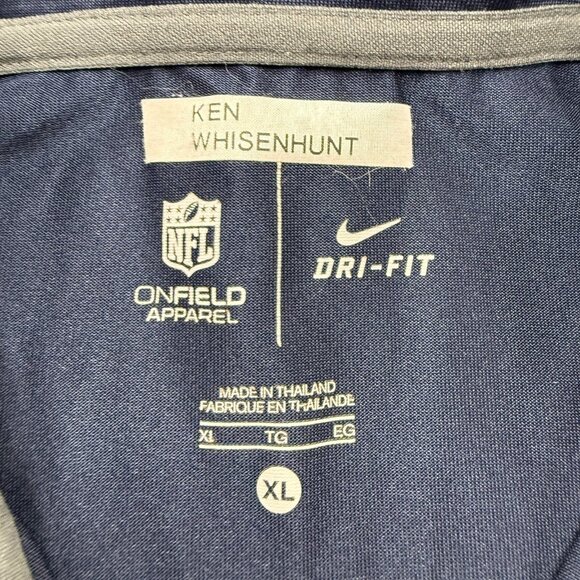 KEN
WHISENHUNT
NFL
ONFIELD
APPAREL
DRI-FIT
MADE IN THAILAND
FABRIQUE EN THAILANDE
XL TG EG
XL